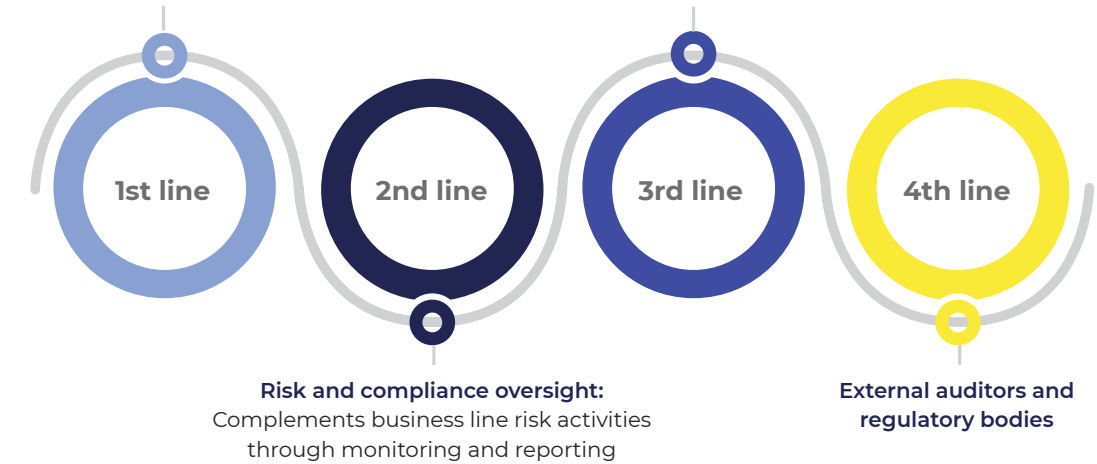 1st line
2nd line
3rd line
4th line
Risk and compliance oversight:
Complements business line risk activities
through monitoring and reporting
External auditors and
regulatory bodies